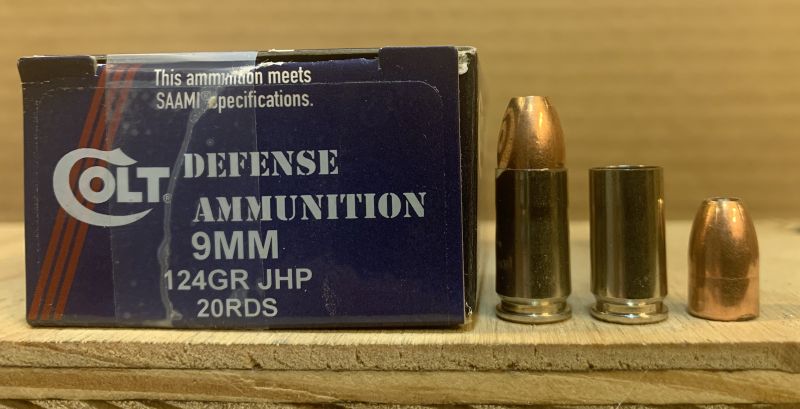 This ammunition meets
SAAMI specifications.
COLT®
DEFENSE
AMMUNITION
9MM
124GR JHP
20RDS